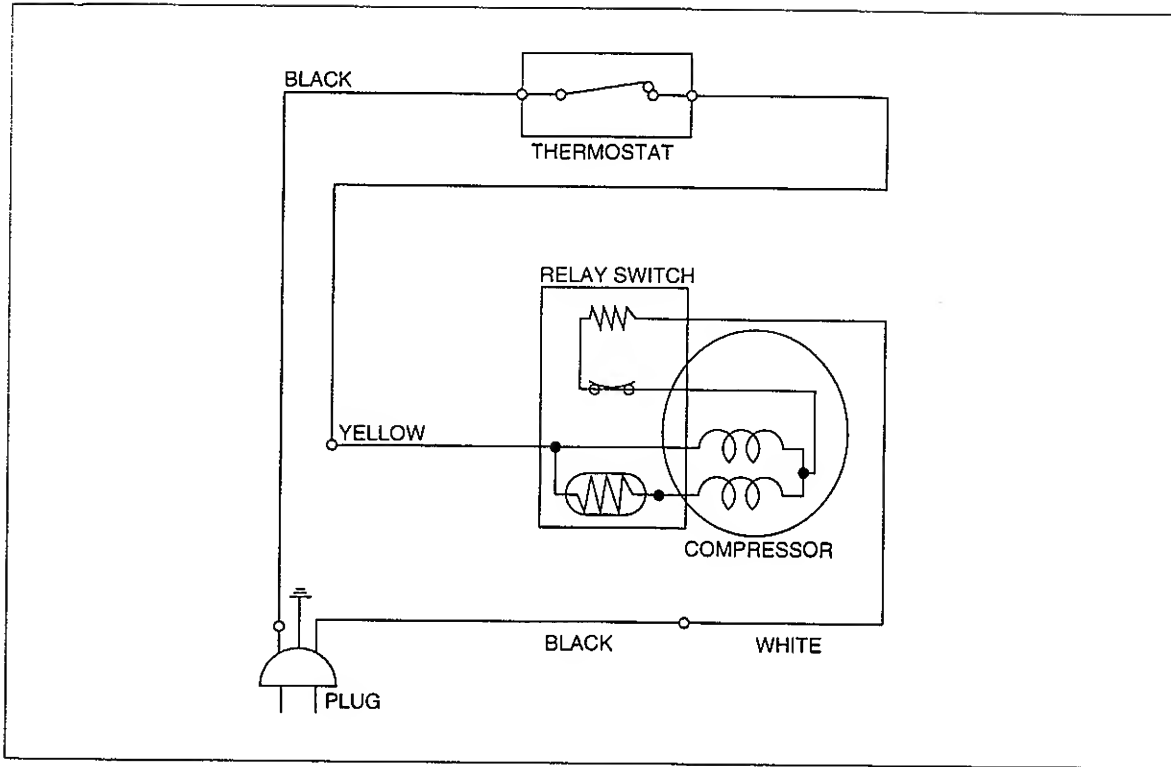 BLACK
THERMOSTAT
RELAY SWITCH
YELLOW
COMPRESSOR
BLACK
WHITE
PLUG